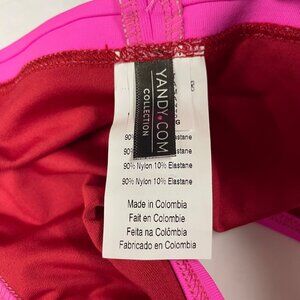 YANDY.COM
COLLECTION
90% Nylon 10% Elastane
90% Nylon 10% Elastane
Made in Colombia
Fait en Colombie
Feita na Colômbia
Fabricado en Colombia